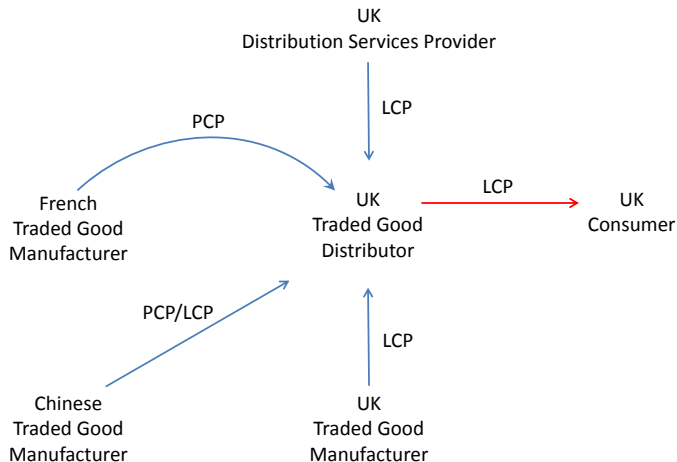 UK
Distribution Services Provider
LCP
PCP
French
Traded Good
Manufacturer
UK
Traded Good
Distributor
LCP
UK
Consumer
PCP/LCP
LCP
Chinese
Traded Good
Manufacturer
UK
Traded Good
Manufacturer